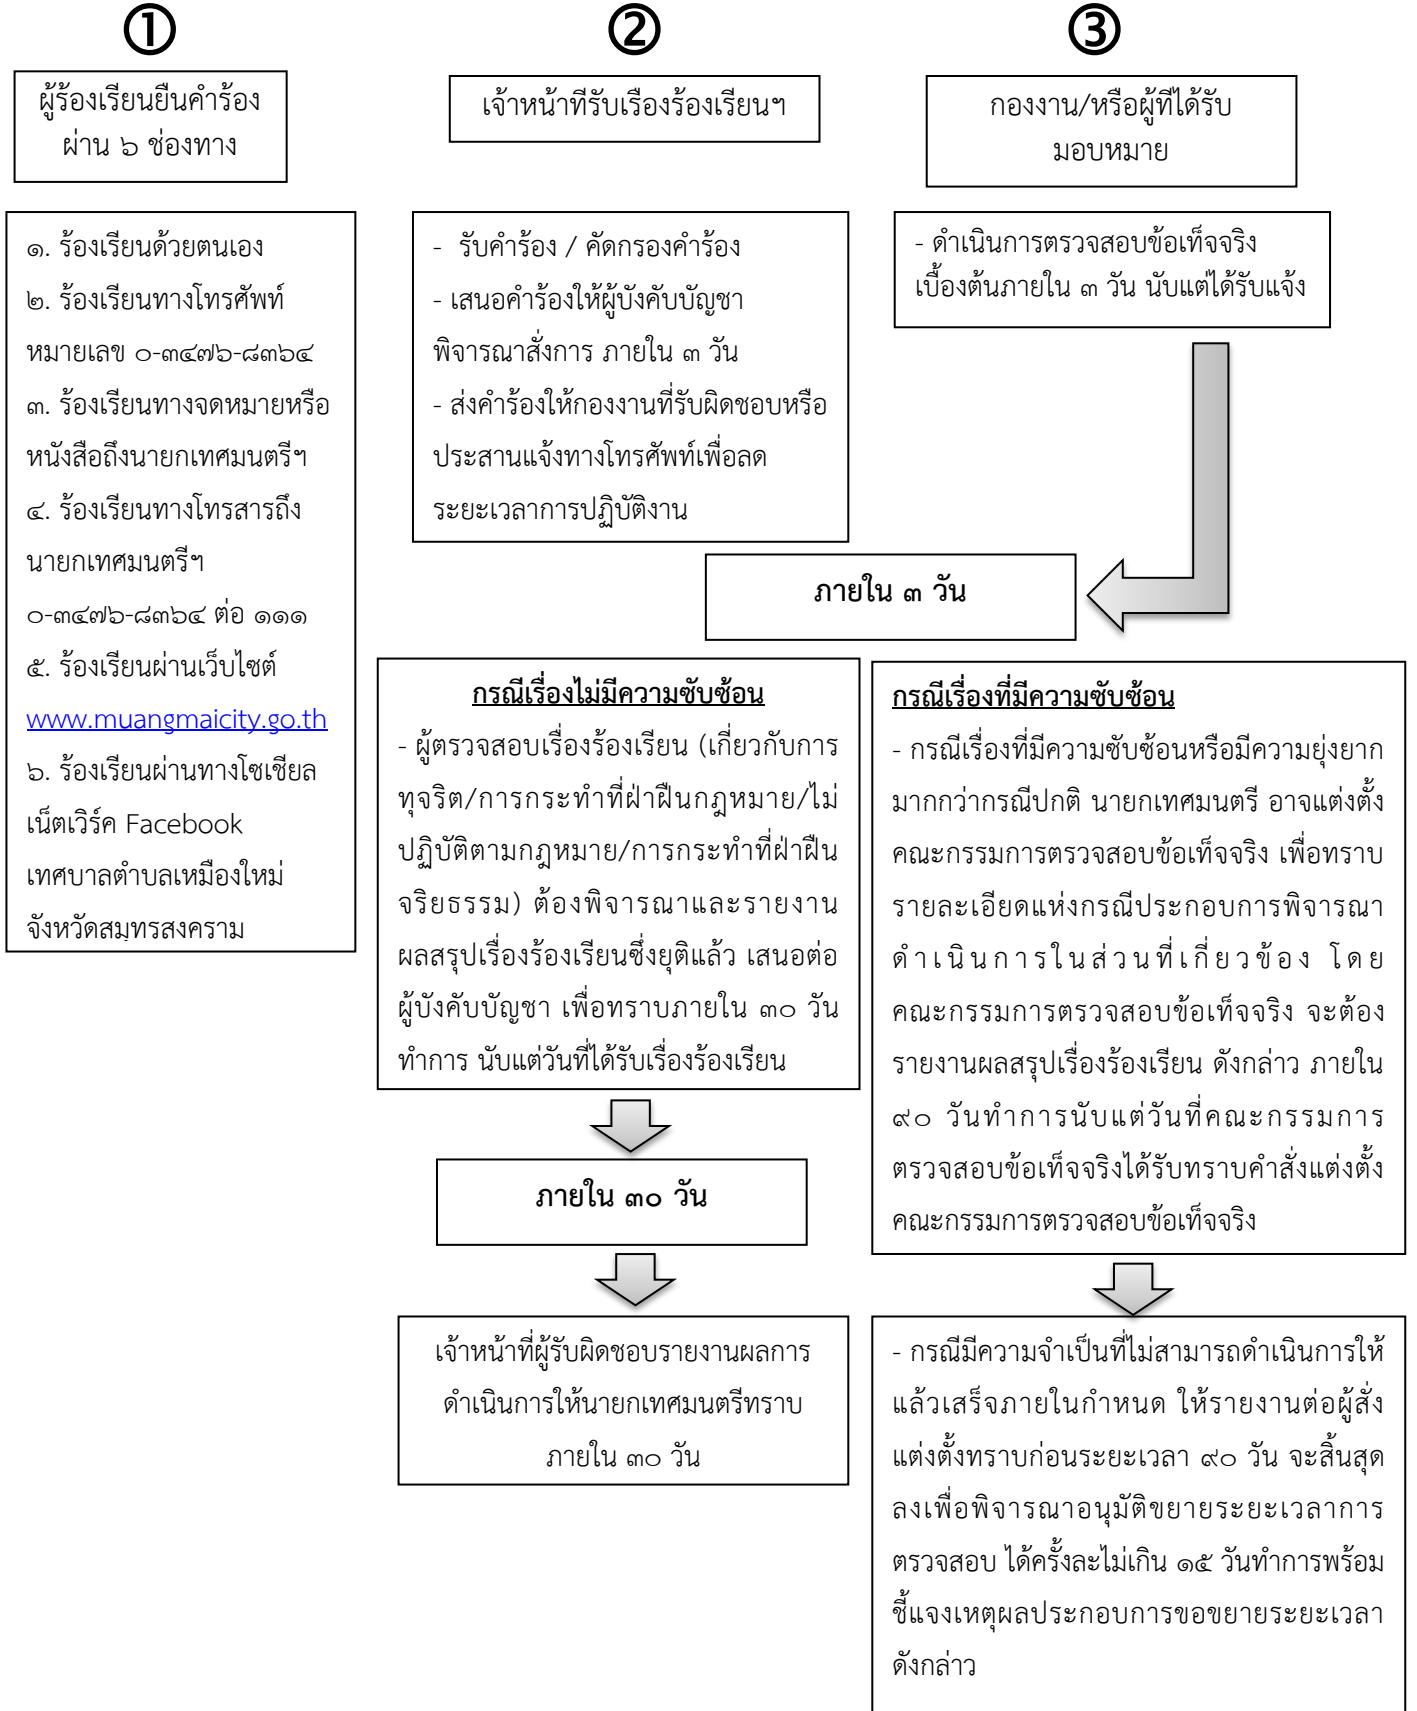 ①
②
③
ผู้ร้องเรียนยืนคำร้อง
ผ่าน ๖ ช่องทาง
เจ้าหน้าทีรับเรืองร้องเรียนฯ
กองงาน/หรือผู้ทีได้รับ
มอบหมาย
๑. ร้องเรียนด้วยตนเอง
๒. ร้องเรียนทางโทรศัพท์
หมายเลข ๐-๓๔๗๖-๘๓๖๔
๓. ร้องเรียนทางจดหมายหรือ
หนังสือถึงนายกเทศมนตรีฯ
๔. ร้องเรียนทางโทรสารถึง
นายกเทศมนตรีฯ
๐-๓๔๗๖-๘๓๖๔ ต่อ ๑๑๑
๕. ร้องเรียนผ่านเว็บไซต์
www.muangmaicity.go.th
๖. ร้องเรียนผ่านทางโซเชียล
เน็ตเวิร์ค Facebook
เทศบาลตำบลเหมืองใหม่
จังหวัดสมุทรสงคราม
- รับคำร้อง / คัดกรองคำร้อง
- เสนอคำร้องให้ผู้บังคับบัญชา
พิจารณาสั่งการ ภายใน ๓ วัน
- ส่งคำร้องให้กองงานที่รับผิดชอบหรือ
ประสานแจ้งทางโทรศัพท์เพื่อลด
ระยะเวลาการปฏิบัติงาน
- ดำเนินการตรวจสอบข้อเท็จจริง
เบื้องต้นภายใน ๓ วัน นับแต่ได้รับแจ้ง
ภายใน ๓ วัน
กรณีเรื่องไม่มีความซับซ้อน
- ผู้ตรวจสอบเรื่องร้องเรียน (เกี่ยวกับการ
ทุจริต/การกระทำที่ฝ่าฝืนกฎหมาย/ไม่
ปฏิบัติตามกฎหมาย/การกระทำที่ฝ่าฝืน
จริยธรรม) ต้องพิจารณาและรายงาน
ผลสรุปเรื่องร้องเรียนซึ่งยุติแล้ว เสนอต่อ
ผู้บังคับบัญชา เพื่อทราบภายใน ๓๐ วัน
ทำการ นับแต่วันที่ได้รับเรื่องร้องเรียน
ภายใน ๓๐ วัน
เจ้าหน้าที่ผู้รับผิดชอบรายงานผลการ
ดำเนินการให้นายกเทศมนตรีทราบ
ภายใน ๓๐ วัน
กรณีเรื่องที่มีความซับซ้อน
- กรณีเรื่องที่มีความซับซ้อนหรือมีความยุ่งยาก
มากกว่ากรณีปกติ นายกเทศมนตรี อาจแต่งตั้ง
คณะกรรมการตรวจสอบข้อเท็จจริง เพื่อทราบ
รายละเอียดแห่งกรณีประกอบการพิจารณา
ดำเนินการในส่วนที่เกี่ยวข้อง โดย
คณะกรรมการตรวจสอบข้อเท็จจริง จะต้อง
รายงานผลสรุปเรื่องร้องเรียน ดังกล่าว ภายใน
๙๐ วันทำการนับแต่วันที่คณะกรรมการ
ตรวจสอบข้อเท็จจริงได้รับทราบคำสั่งแต่งตั้ง
คณะกรรมการตรวจสอบข้อเท็จจริง
- กรณีมีความจำเป็นที่ไม่สามารถดำเนินการให้
แล้วเสร็จภายในกำหนด ให้รายงานต่อผู้สั่ง
แต่งตั้งทราบก่อนระยะเวลา ๙๐ วัน จะสิ้นสุด
ลงเพื่อพิจารณาอนุมัติขยายระยะเวลาการ
ตรวจสอบ ได้ครั้งละไม่เกิน ๑๕ วันทำการพร้อม
ชี้แจงเหตุผลประกอบการขอขยายระยะเวลา
ดังกล่าว